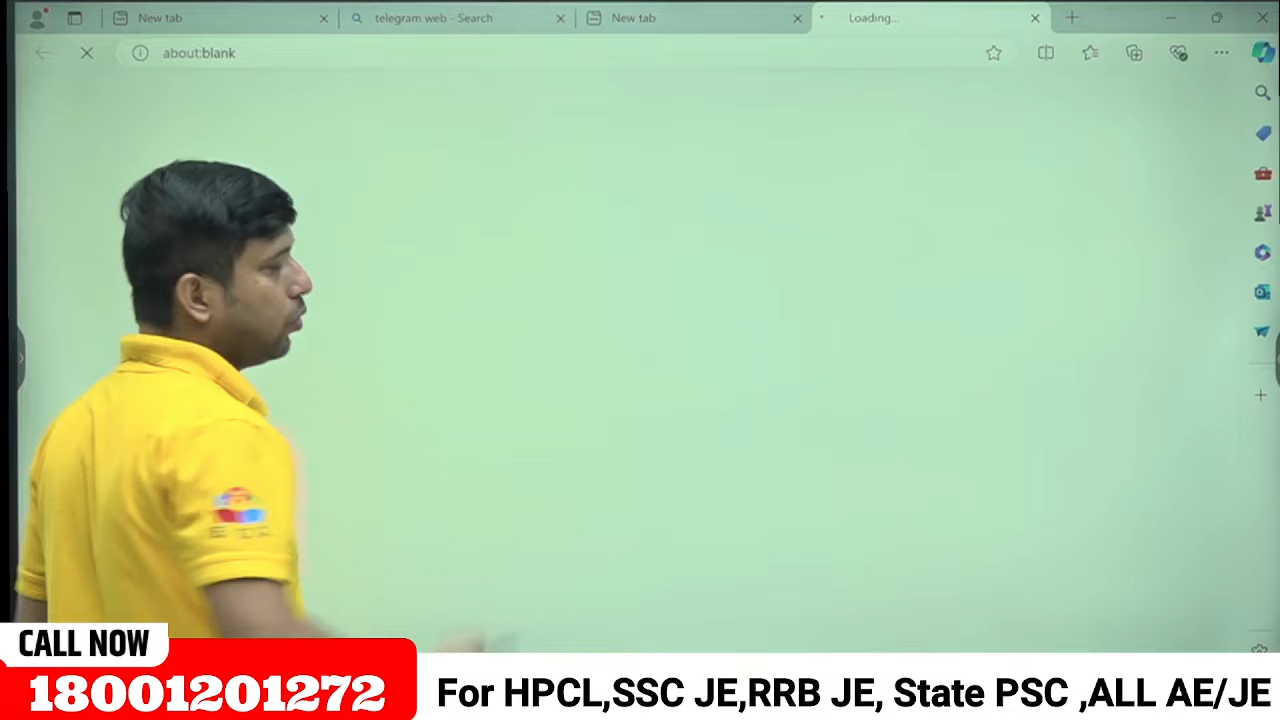 New tab
telegram web - Search
New tab
Loading...
about:blank
CALL NOW
18001201272
For HPCL,SSC JE,RRB JE, State PSC ,ALL AE/JE